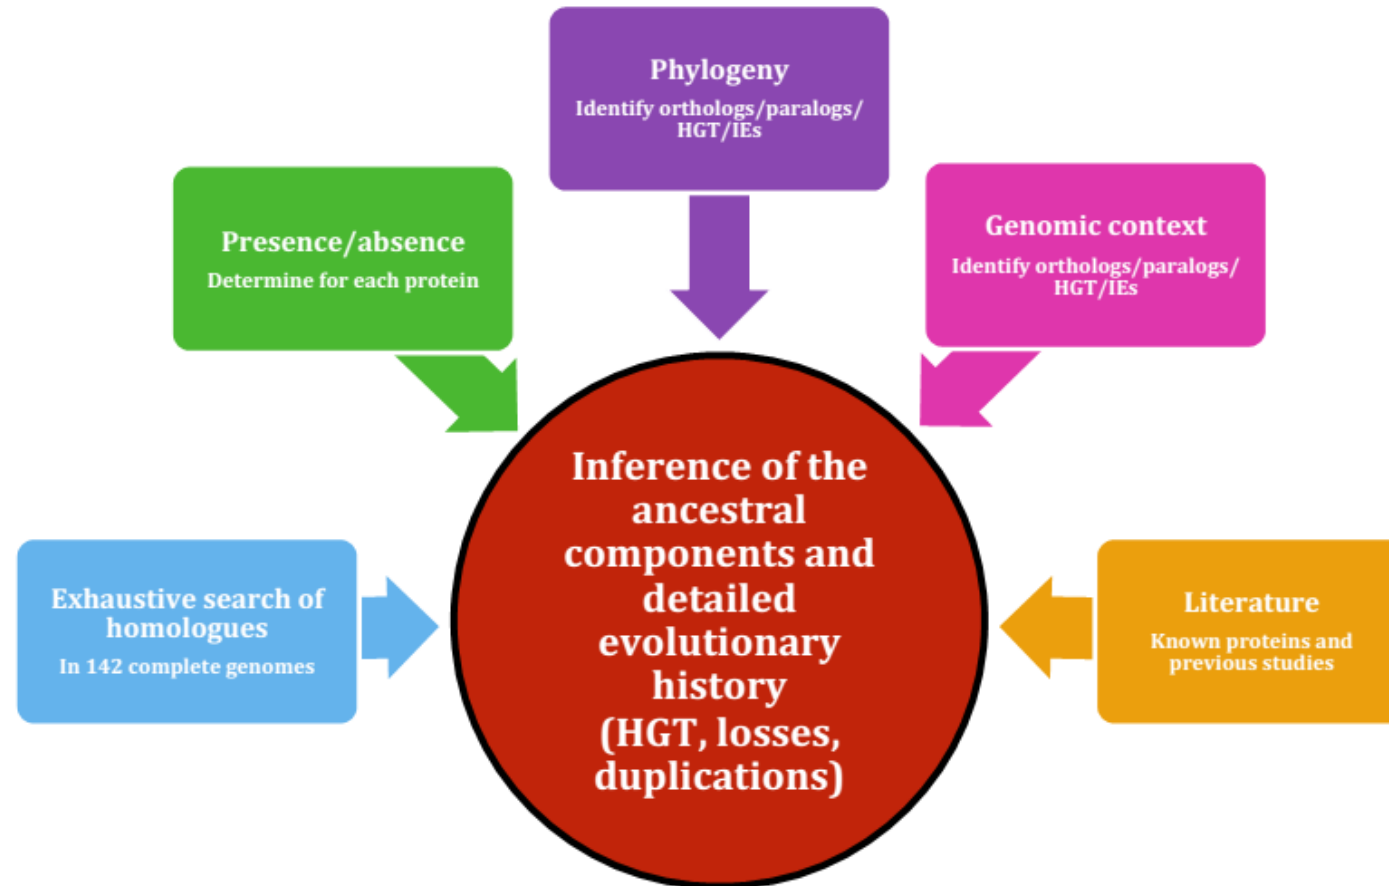 Phylogeny
Identify orthologs/paralogs/
HGT/IEs
Presence/absence
Determine for each protein
Genomic context
Identify orthologs/paralogs/
HGT/IEs
Exhaustive search of
homologues
In 142 complete genomes
Inference of the
ancestral
components and
detailed
evolutionary
history
(HGT, losses,
duplications)
Literature
Known proteins and
previous studies